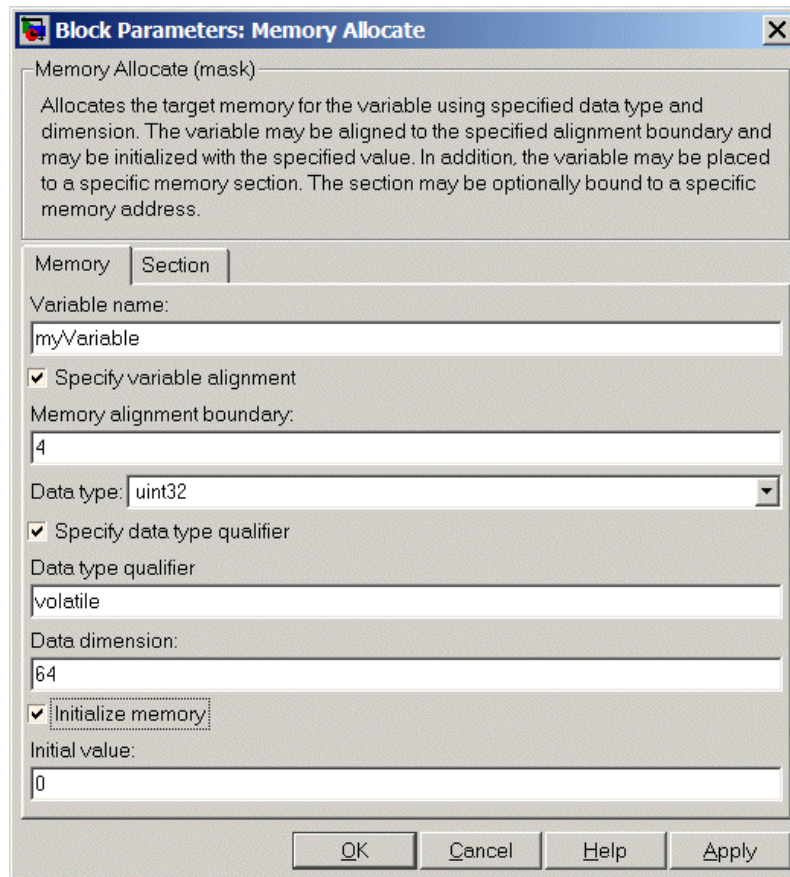 Block Parameters: Memory Allocate
Memory Allocate (mask)
Allocates the target memory for the variable using specified data type and
dimension. The variable may be aligned to the specified alignment boundary and
may be initialized with the specified value. In addition, the variable may be placed
to a specific memory section. The section may be optionally bound to a specific
memory address.
Memory Section
Variable name:
myVariable
Specify variable alignment
Memory alignment boundary:
4
Data type: uint32
Specify data type qualifier
Data type qualifier
volatile
Data dimension:
64
Initialize memory
Initial value:
0
OK Cancel Help Apply